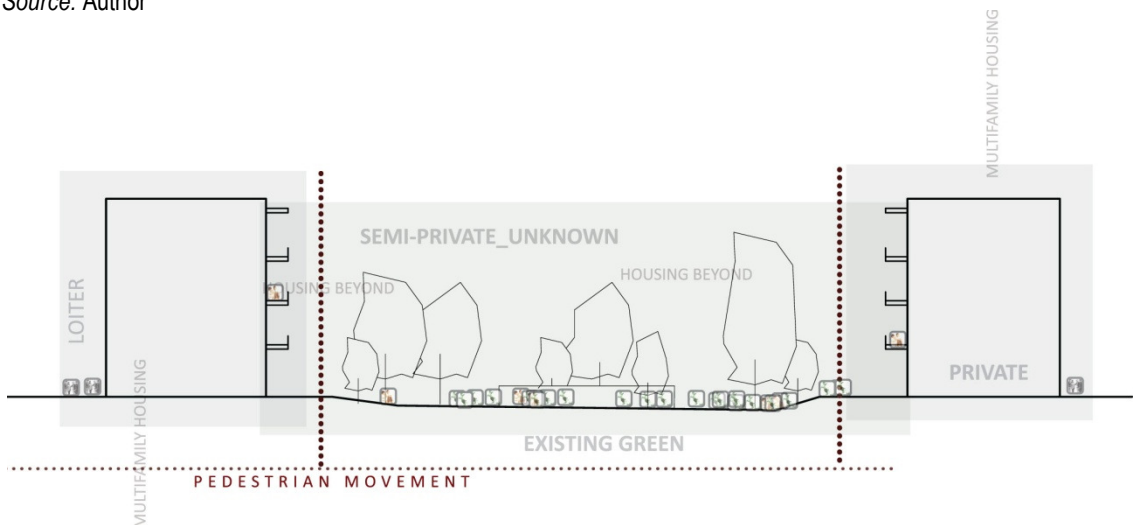 Source: Author
MULTIFAMILY HOUSING
SEMI-PRIVATE_UNKNOWN
HOUSING BEYOND
HOUSING BEYOND
LOITER
PRIVATE
MULTIFAMILY HOUSING
EXISTING GREEN
PEDESTRIAN MOVEMENT